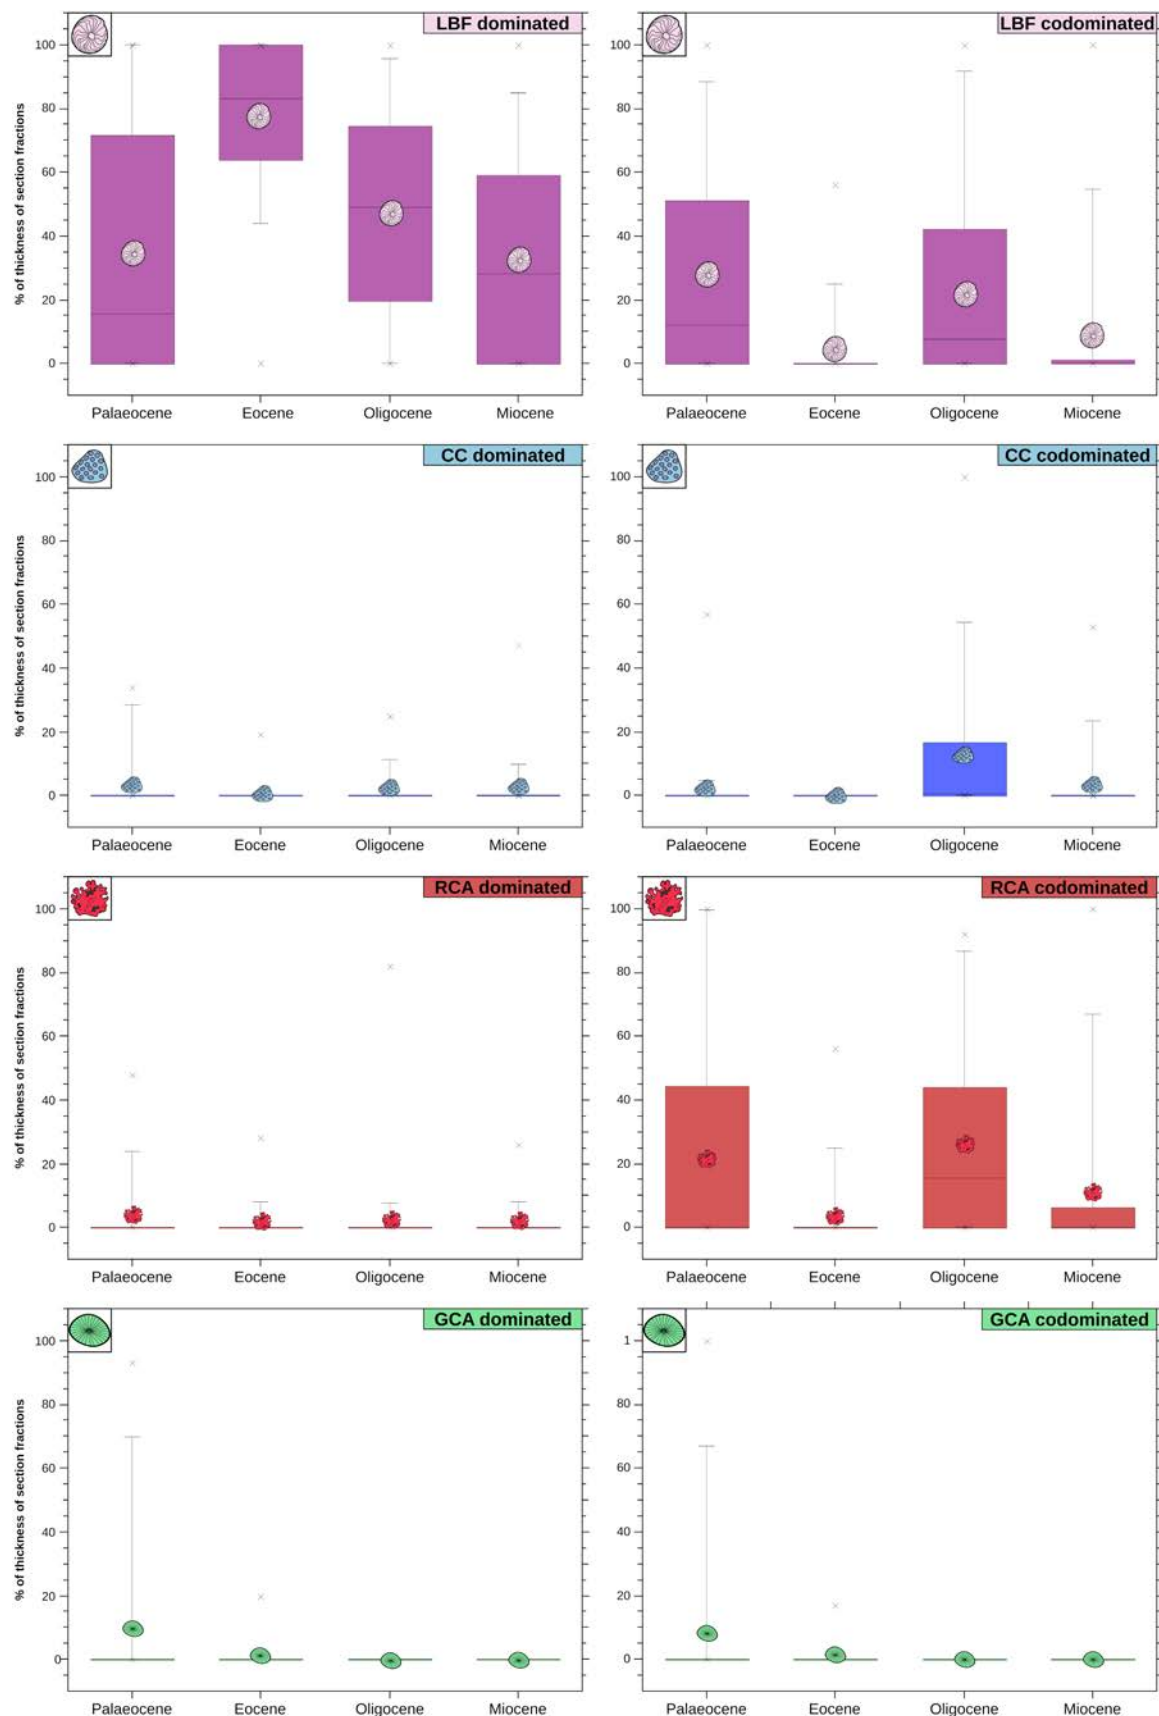 LBF dominated
% of thickness of section fractions
100
80
60
40
20
0
Palaeocene Eocene Oligocene Miocene
LBF codominated
100
80
60
40
20
0
Palaeocene Eocene Oligocene Miocene
CC dominated
% of thickness of section fractions
100
80
60
40
20
0
Palaeocene Eocene Oligocene Miocene
CC codominated
100
80
60
40
20
0
Palaeocene Eocene Oligocene Miocene
RCA dominated
% of thickness of section fractions
100
80
60
40
20
0
Palaeocene Eocene Oligocene Miocene
RCA codominated
100
80
60
40
20
0
Palaeocene Eocene Oligocene Miocene
GCA dominated
% of thickness of section fractions
100
80
60
40
20
0
Palaeocene Eocene Oligocene Miocene
GCA codominated
1
80
60
40
20
0
Palaeocene Eocene Oligocene Miocene